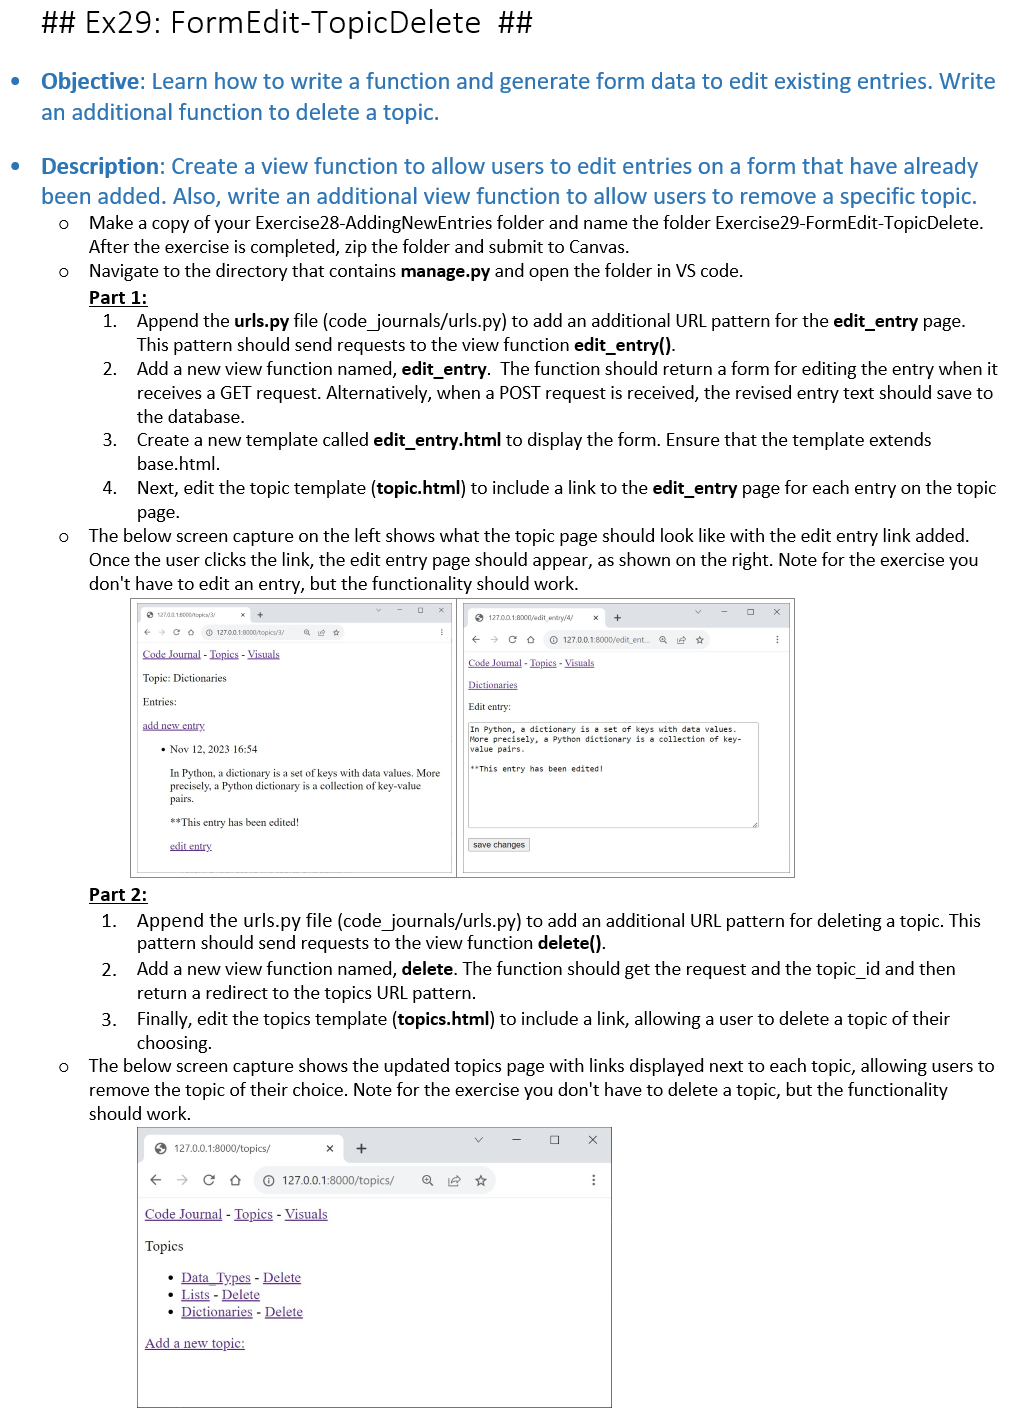 ## Ex29: FormEdit-TopicDelete ##
• Objective: Learn how to write a function and generate form data to edit existing entries. Write
an additional function to delete a topic.
• Description: Create a view function to allow users to edit entries on a form that have already
been added. Also, write an additional view function to allow users to remove a specific topic.
o Make a copy of your Exercise28-AddingNewEntries folder and name the folder Exercise29-FormEdit-TopicDelete.
After the exercise is completed, zip the folder and submit to Canvas.
o Navigate to the directory that contains manage.py and open the folder in VS code.
Part 1:
1. Append the urls.py file (code_journals/urls.py) to add an additional URL pattern for the edit_entry page.
This pattern should send requests to the view function edit_entry().
2. Add a new view function named, edit_entry. The function should return a form for editing the entry when it
receives a GET request. Alternatively, when a POST request is received, the revised entry text should save to
the database.
3. Create a new template called edit_entry.html to display the form. Ensure that the template extends
base.html.
4. Next, edit the topic template (topic.html) to include a link to the edit_entry page for each entry on the topic
page.
o The below screen capture on the left shows what the topic page should look like with the edit entry link added.
Once the user clicks the link, the edit entry page should appear, as shown on the right. Note for the exercise you
don't have to edit an entry, but the functionality should work.
127.0.0.1:8000/topics/3/
127.0.0.1:8000/topics/3/
Code Journal - Topics - Visuals
Topic: Dictionaries
Entries:
add new entry
• Nov 12, 2023 16:54
In Python, a dictionary is a set of keys with data values. More
precisely, a Python dictionary is a collection of key-value
pairs.
**This entry has been edited!
edit entry
127.0.0.1:8000/edit_entry/4/
127.0.0.1:8000/edit_ent...
Code Journal - Topics - Visuals
Dictionaries
Edit entry:
In Python, a dictionary is a set of keys with data values.
More precisely, a Python dictionary is a collection of key-
value pairs.
**This entry has been edited!
save changes
Part 2:
1. Append the urls.py file (code_journals/urls.py) to add an additional URL pattern for deleting a topic. This
pattern should send requests to the view function delete().
2. Add a new view function named, delete. The function should get the request and the topic_id and then
return a redirect to the topics URL pattern.
3. Finally, edit the topics template (topics.html) to include a link, allowing a user to delete a topic of their
choosing.
o The below screen capture shows the updated topics page with links displayed next to each topic, allowing users to
remove the topic of their choice. Note for the exercise you don't have to delete a topic, but the functionality
should work.
127.0.0.1:8000/topics/
127.0.0.1:8000/topics/
Code Journal - Topics - Visuals
Topics
• Data_Types - Delete
• Lists - Delete
• Dictionaries - Delete
Add a new topic: